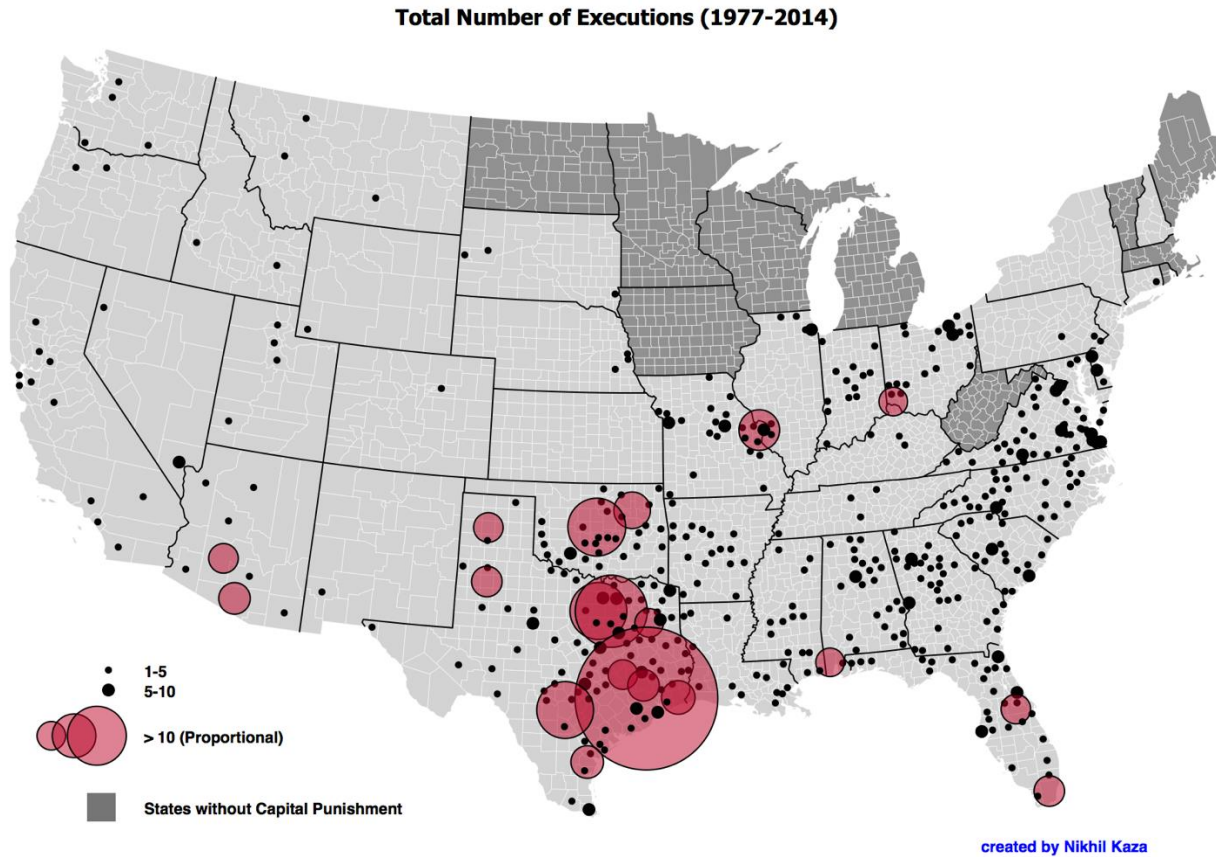 Total Number of Executions (1977-2014)
1-5
5-10
> 10 (Proportional)
States without Capital Punishment
created by Nikhil Kaza